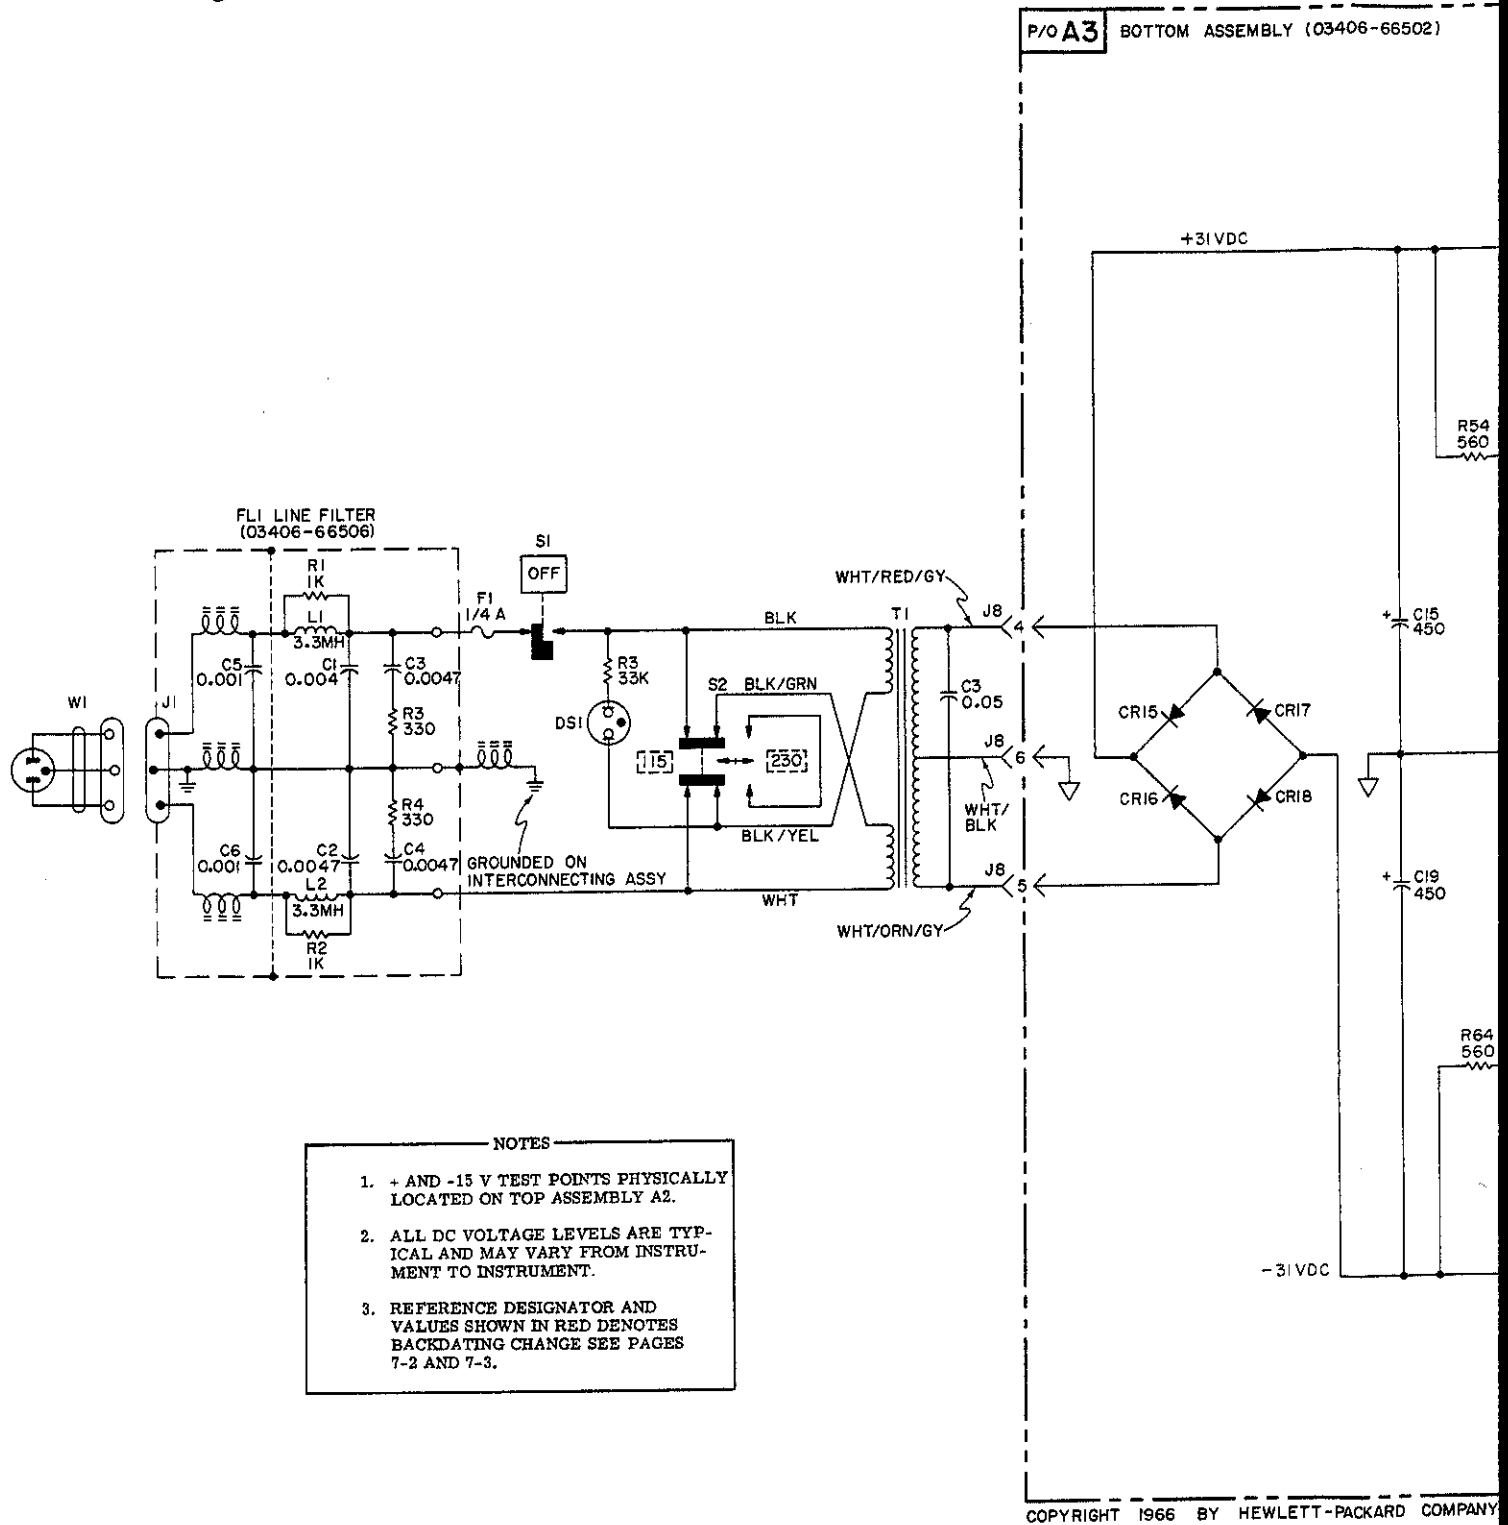 P/O A3 BOTTOM ASSEMBLY (03406-66502)
+31VDC
R54
560
FL1 LINE FILTER
(03406-66506)
S1
OFF
R1
1K
F1
1/4 A
WHT/RED/GY
L1
3.3MH
BLK
T1
J8
4
C15
+
450
C5
0.001
C1
0.004
C3
0.0047
R3
33K
S2 BLK/GRN
C3
0.05
W1
J1
R3
330
DS1
CR15
CR17
J8
6
115
230
CR16
CR18
R4
330
WHT/
BLK
BLK/YEL
C6
0.001
C2
0.0047
C4
0.0047
GROUNDED ON
INTERCONNECTING ASSY
J8
5
C19
+
450
L2
3.3MH
WHT
R2
1K
WHT/ORN/GY
R64
560
NOTES
1. + AND -15 V TEST POINTS PHYSICALLY
LOCATED ON TOP ASSEMBLY A2.
2. ALL DC VOLTAGE LEVELS ARE TYP-
ICAL AND MAY VARY FROM INSTRU-
MENT TO INSTRUMENT.
3. REFERENCE DESIGNATOR AND
VALUES SHOWN IN RED DENOTES
BACKDATING CHANGE SEE PAGES
7-2 AND 7-3.
-31VDC
COPYRIGHT 1966 BY HEWLETT-PACKARD COMPANY